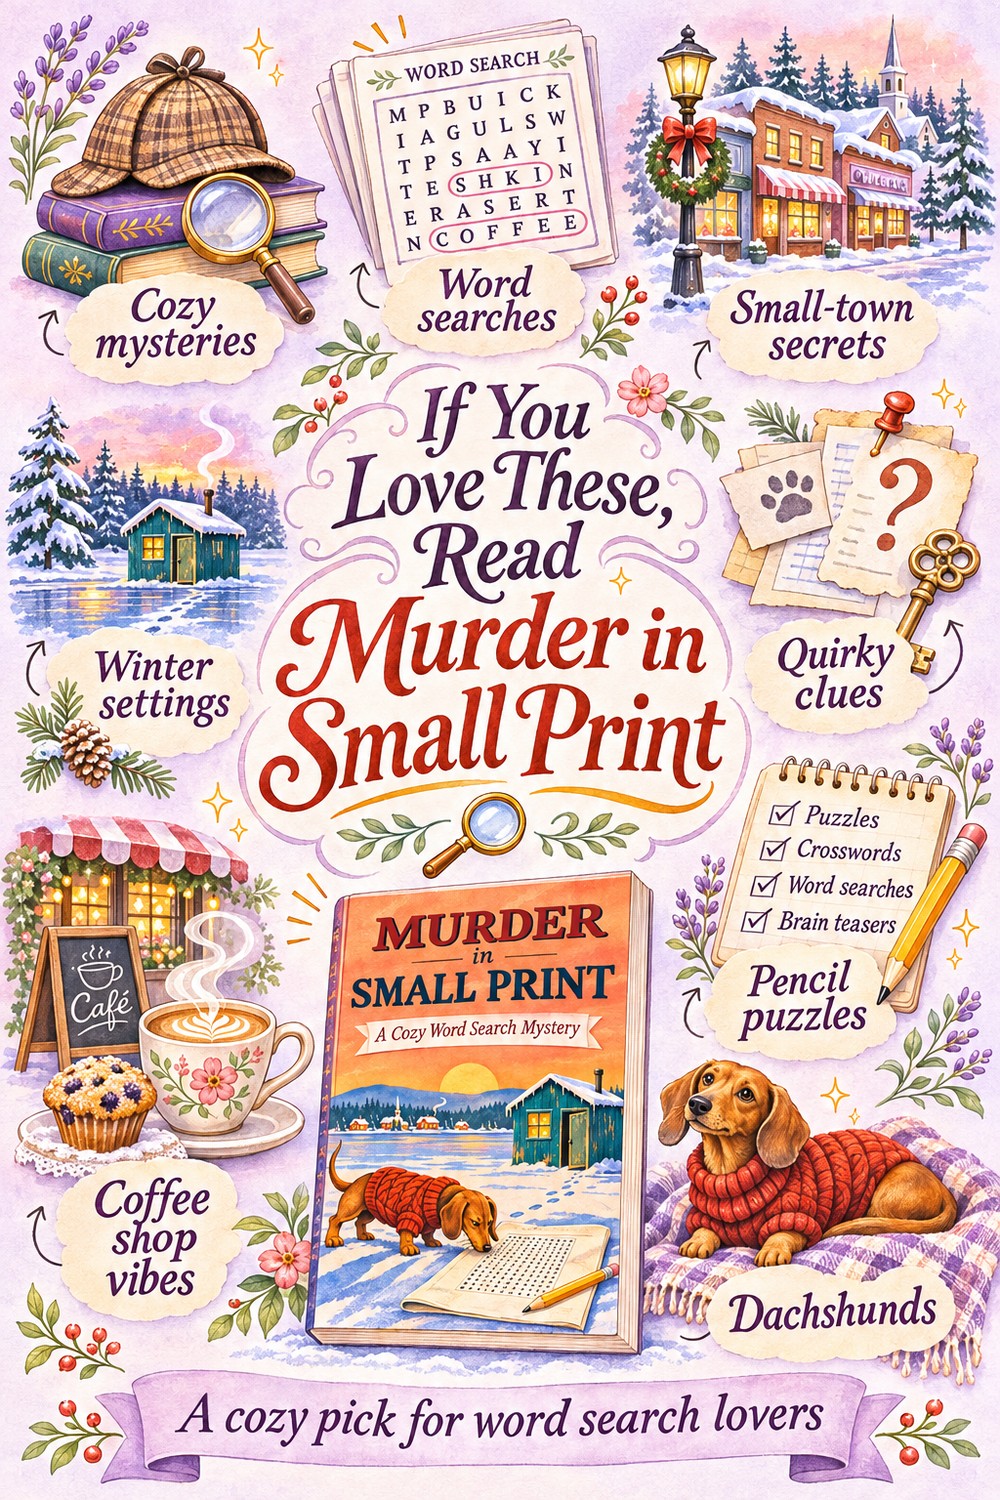 WORD SEARCH
M P B U I C K
I A G U L S W
T P S A A Y I
T E S H K I N
E R A S E R T
N C O F F E E
Cozy
mysteries
Word
searches
Small-town
secrets
If You
Love These,
Read
Murder in
Small Print
?
Winter
settings
Quirky
clues
Puzzles
Crosswords
Word searches
Brain teasers
Pencil
puzzles
Café
Coffee
shop
vibes
MURDER
in
SMALL PRINT
A Cozy Word Search Mystery
Dachshunds
A cozy pick for word search lovers